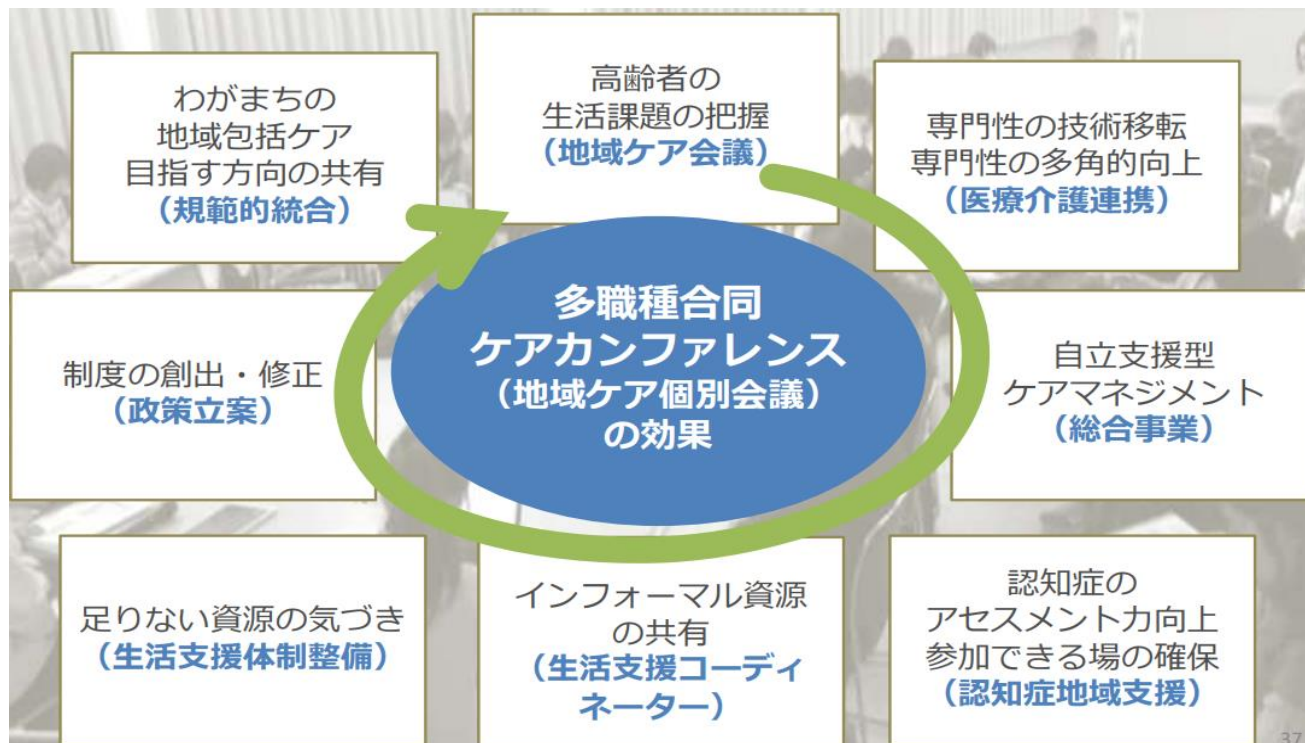 わがまちの
地域包括ケア
目指す方向の共有
（規範的統合）
高齢者の
生活課題の把握
（地域ケア会議）
専門性の技術移転
専門性の多角的向上
（医療介護連携）
多職種合同
ケアカンファレンス
（地域ケア個別会議）
の効果
制度の創出・修正
（政策立案）
自立支援型
ケアマネジメント
（総合事業）
足りない資源の気づき
（生活支援体制整備）
インフォーマル資源
の共有
（生活支援コーディ
ネーター）
認知症の
アセスメント力向上
参加できる場の確保
（認知症地域支援）
37